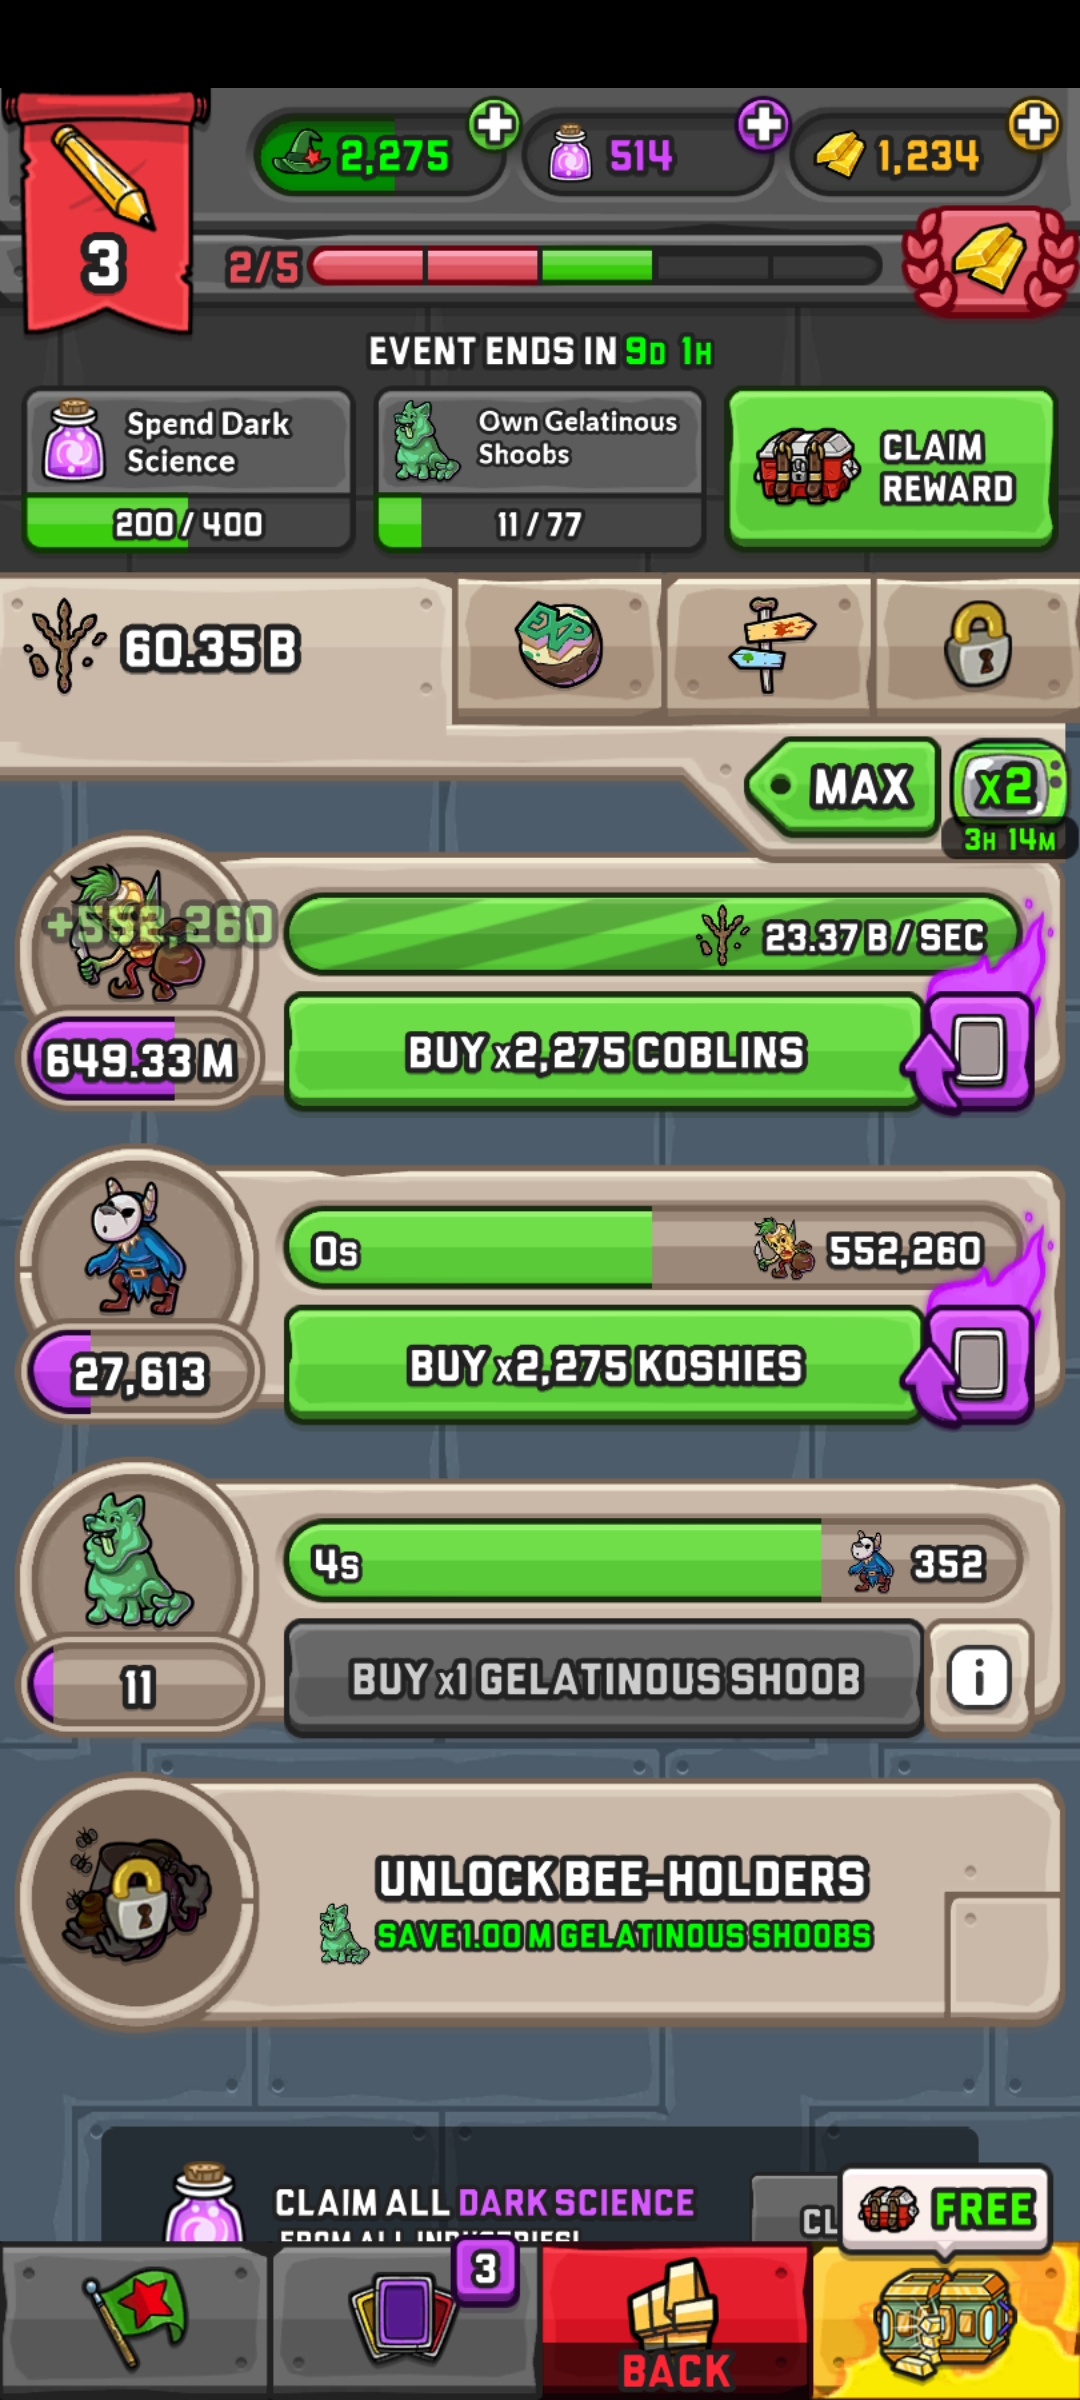 2,275
514
1,234
3
2/5
EVENT ENDS IN 9D 1H
Spend Dark
Science
200 / 400
Own Gelatinous
Shoobs
11 / 77
CLAIM
REWARD
60.35 B
EXP
MAX
x2
3H 14M
+552,260
23.37 B / SEC
649.33 M
BUY x2,275 COBLINS
0s
552,260
27,613
BUY x2,275 KOSHIES
4s
352
11
BUY x1 GELATINOUS SHOOB
i
UNLOCK BEE-HOLDERS
SAVE 1.00 M GELATINOUS SHOOBS
CLAIM ALL DARK SCIENCE
FROM ALL INDUSTRIES!
CL
FREE
3
BACK